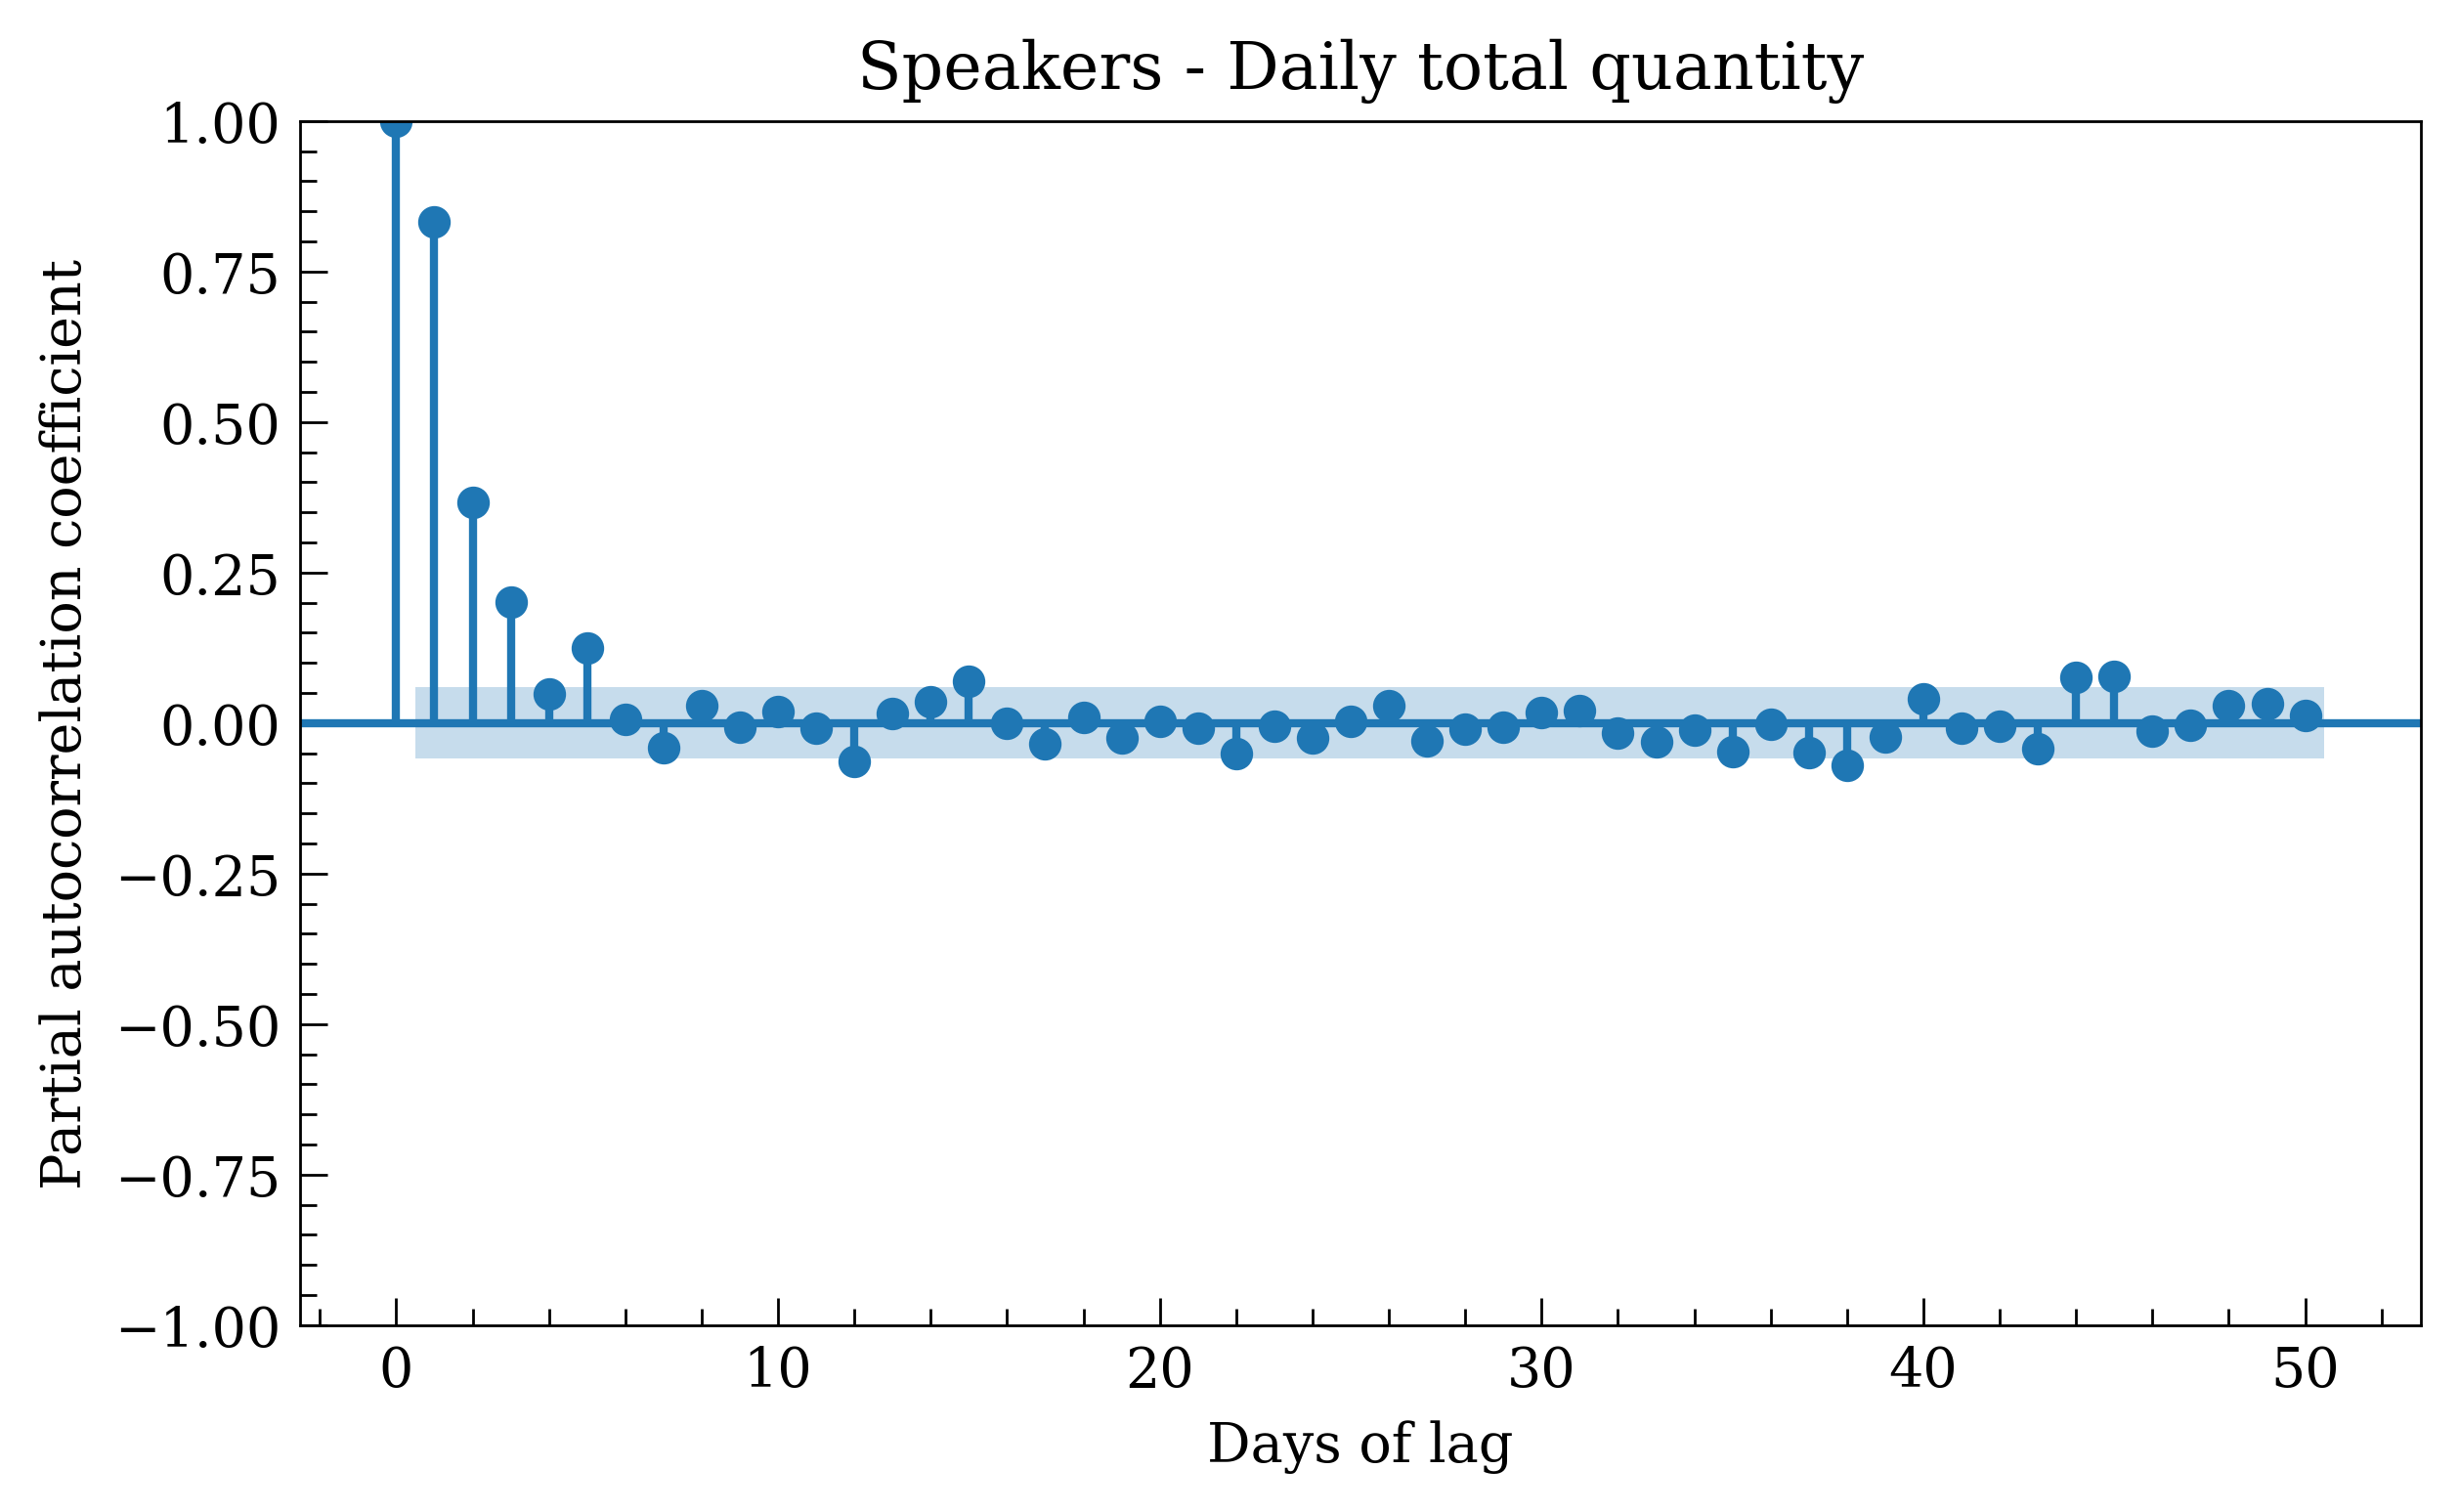 Speakers - Daily total quantity
Partial autocorrelation coefficient
1.00
0.75
0.50
0.25
0.00
−0.25
−0.50
−0.75
−1.00
0 10 20 30 40 50
Days of lag